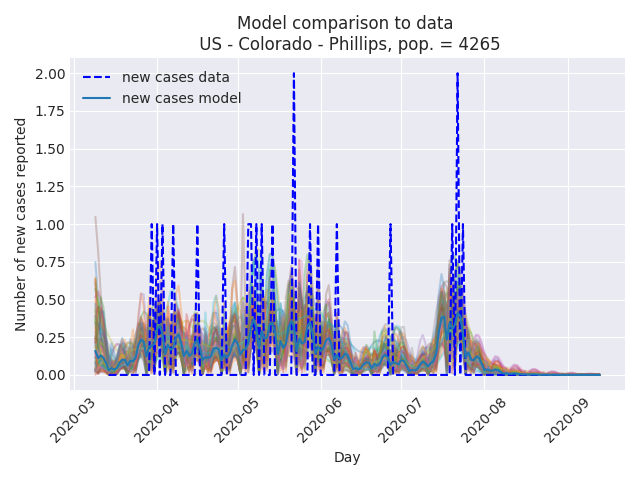 Model comparison to data
US - Colorado - Phillips, pop. = 4265
new cases data
new cases model
2.00
1.75
1.50
1.25
1.00
0.75
0.50
0.25
0.00
Number of new cases reported
2020-03
2020-04
2020-05
2020-06
2020-07
2020-08
2020-09
Day